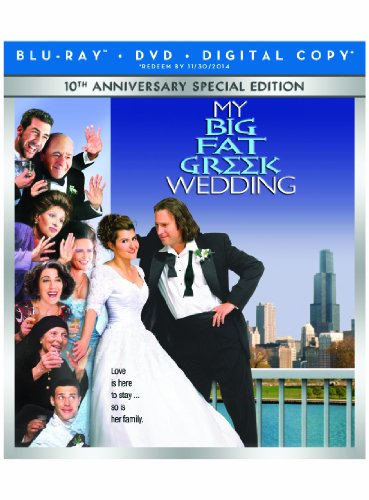 BLU-RAY™ • DVD • DIGITAL COPY*
*REDEEM BY 11/30/2014
10TH ANNIVERSARY SPECIAL EDITION
MY
BIG
FAT
GREEK
WEDDING
Love
is here
to stay...
so is
her family.